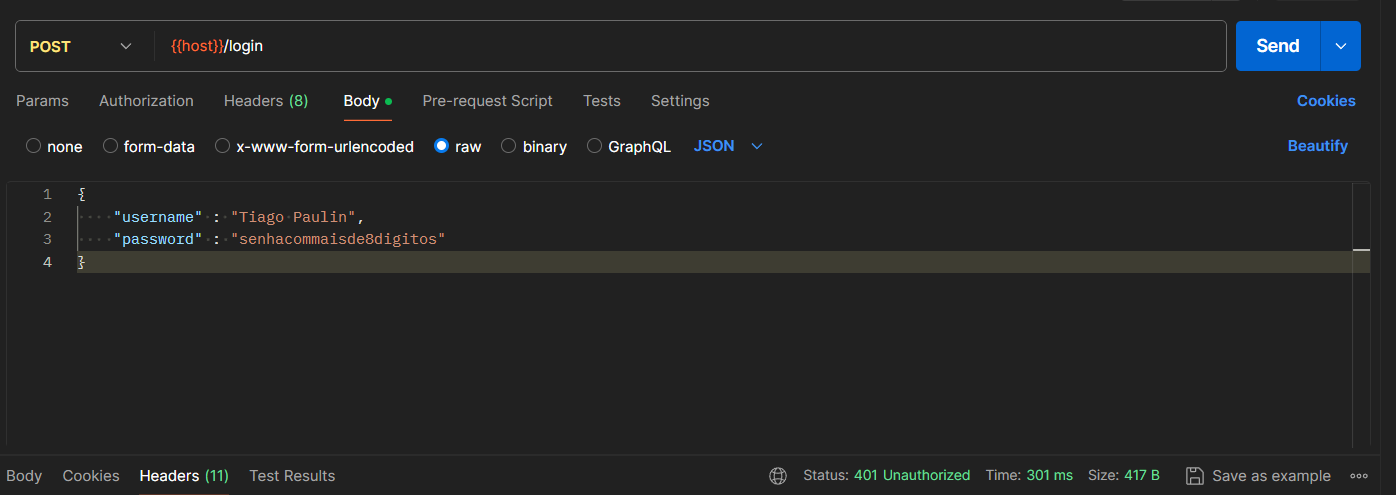 POST {{host}}/login Send
Params Authorization Headers (8) Body Pre-request Script Tests Settings Cookies
none form-data x-www-form-urlencoded raw binary GraphQL JSON Beautify
1 {
2 "username" : "Tiago Paulin",
3 "password" : "senhacommaisde8digitos"
4 }
Body Cookies Headers (11) Test Results Status: 401 Unauthorized Time: 301 ms Size: 417 B Save as example